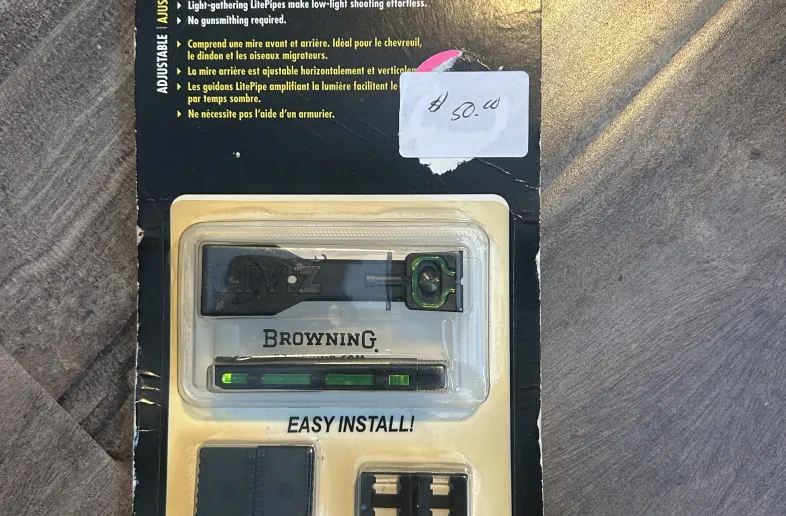 ADJUSTABLE | AJUS
Light-gathering LitePipes make low-light shooting effortless.
No gunsmithing required.
Comprend une mire avant et arrière. Idéal pour le chevreuil,
le dindon et les oiseaux migrateurs.
La mire arrière est ajustable horizontalement et
Les guidons LitePipe amplifiant la lumière facilitent le
par temps sombre.
Ne nécessite pas l'aide d'un armurier.
$ 50.00
HIVIZ
BROWNING
EASY INSTALL!